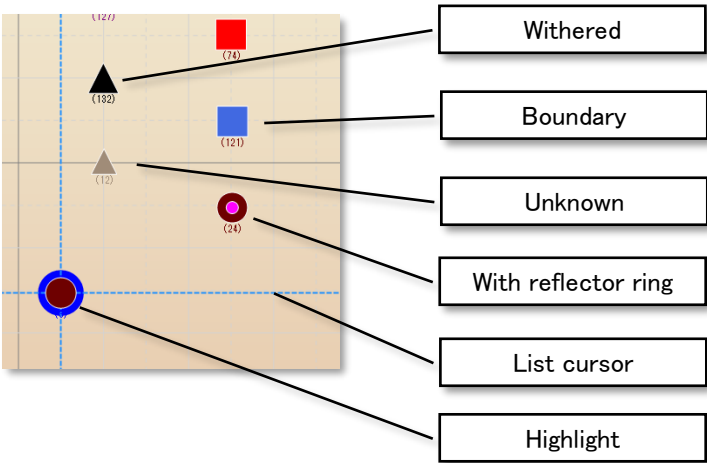 (127)
(74)
(132)
(121)
(12)
(24)
Withered
Boundary
Unknown
With reflector ring
List cursor
Highlight